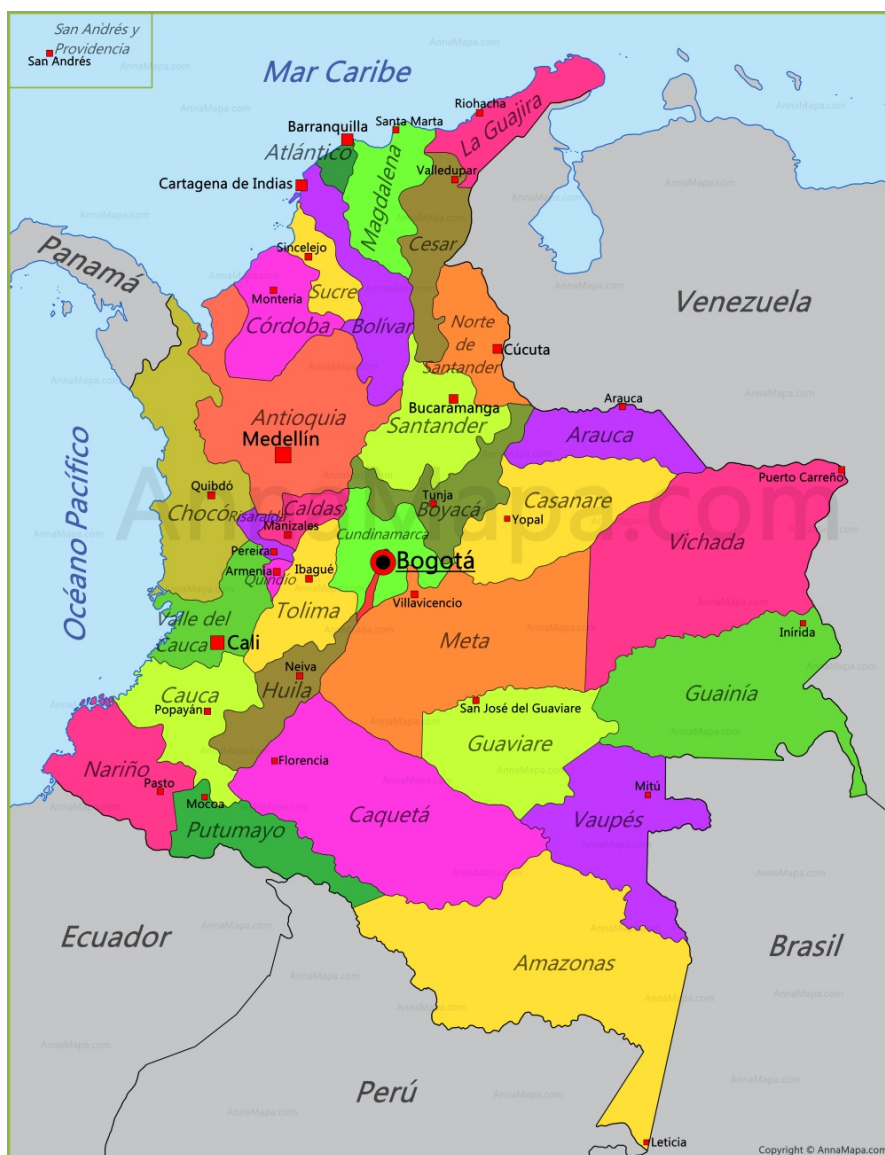 San Andrés y
Providencia
San Andrés
Mar Caribe
Riohacha
La Guajira
Santa Marta
Barranquilla
Atlántico
Valledupar
Cartagena de Indias
Magdalena
Cesar
Panamá
Sincelejo
Sucre
Montería
Córdoba
Bolívar
Norte
de
Santander
Cúcuta
Venezuela
Océano Pacífico
Antioquia
Medellín
Bucaramanga
Santander
Arauca
Arauca
Puerto Carreño
AnnaMapa.com
Quibdó
Chocó
Risaralda
Caldas
Manizales
Tunja
Boyacá
Casanare
Yopal
Vichada
Cundinamarca
Pereira
Armenia
Quindío
Ibagué
Bogotá
Villavicencio
Tolima
Valle del
Cauca
Cali
Meta
Inírida
Neiva
Huila
Cauca
Popayán
San José del Guaviare
Guainía
Guaviare
Nariño
Pasto
Florencia
Mocoa
Putumayo
Caquetá
Mitú
Vaupés
Ecuador
Amazonas
Brasil
Perú
Leticia
Copyright © AnnaMapa.com